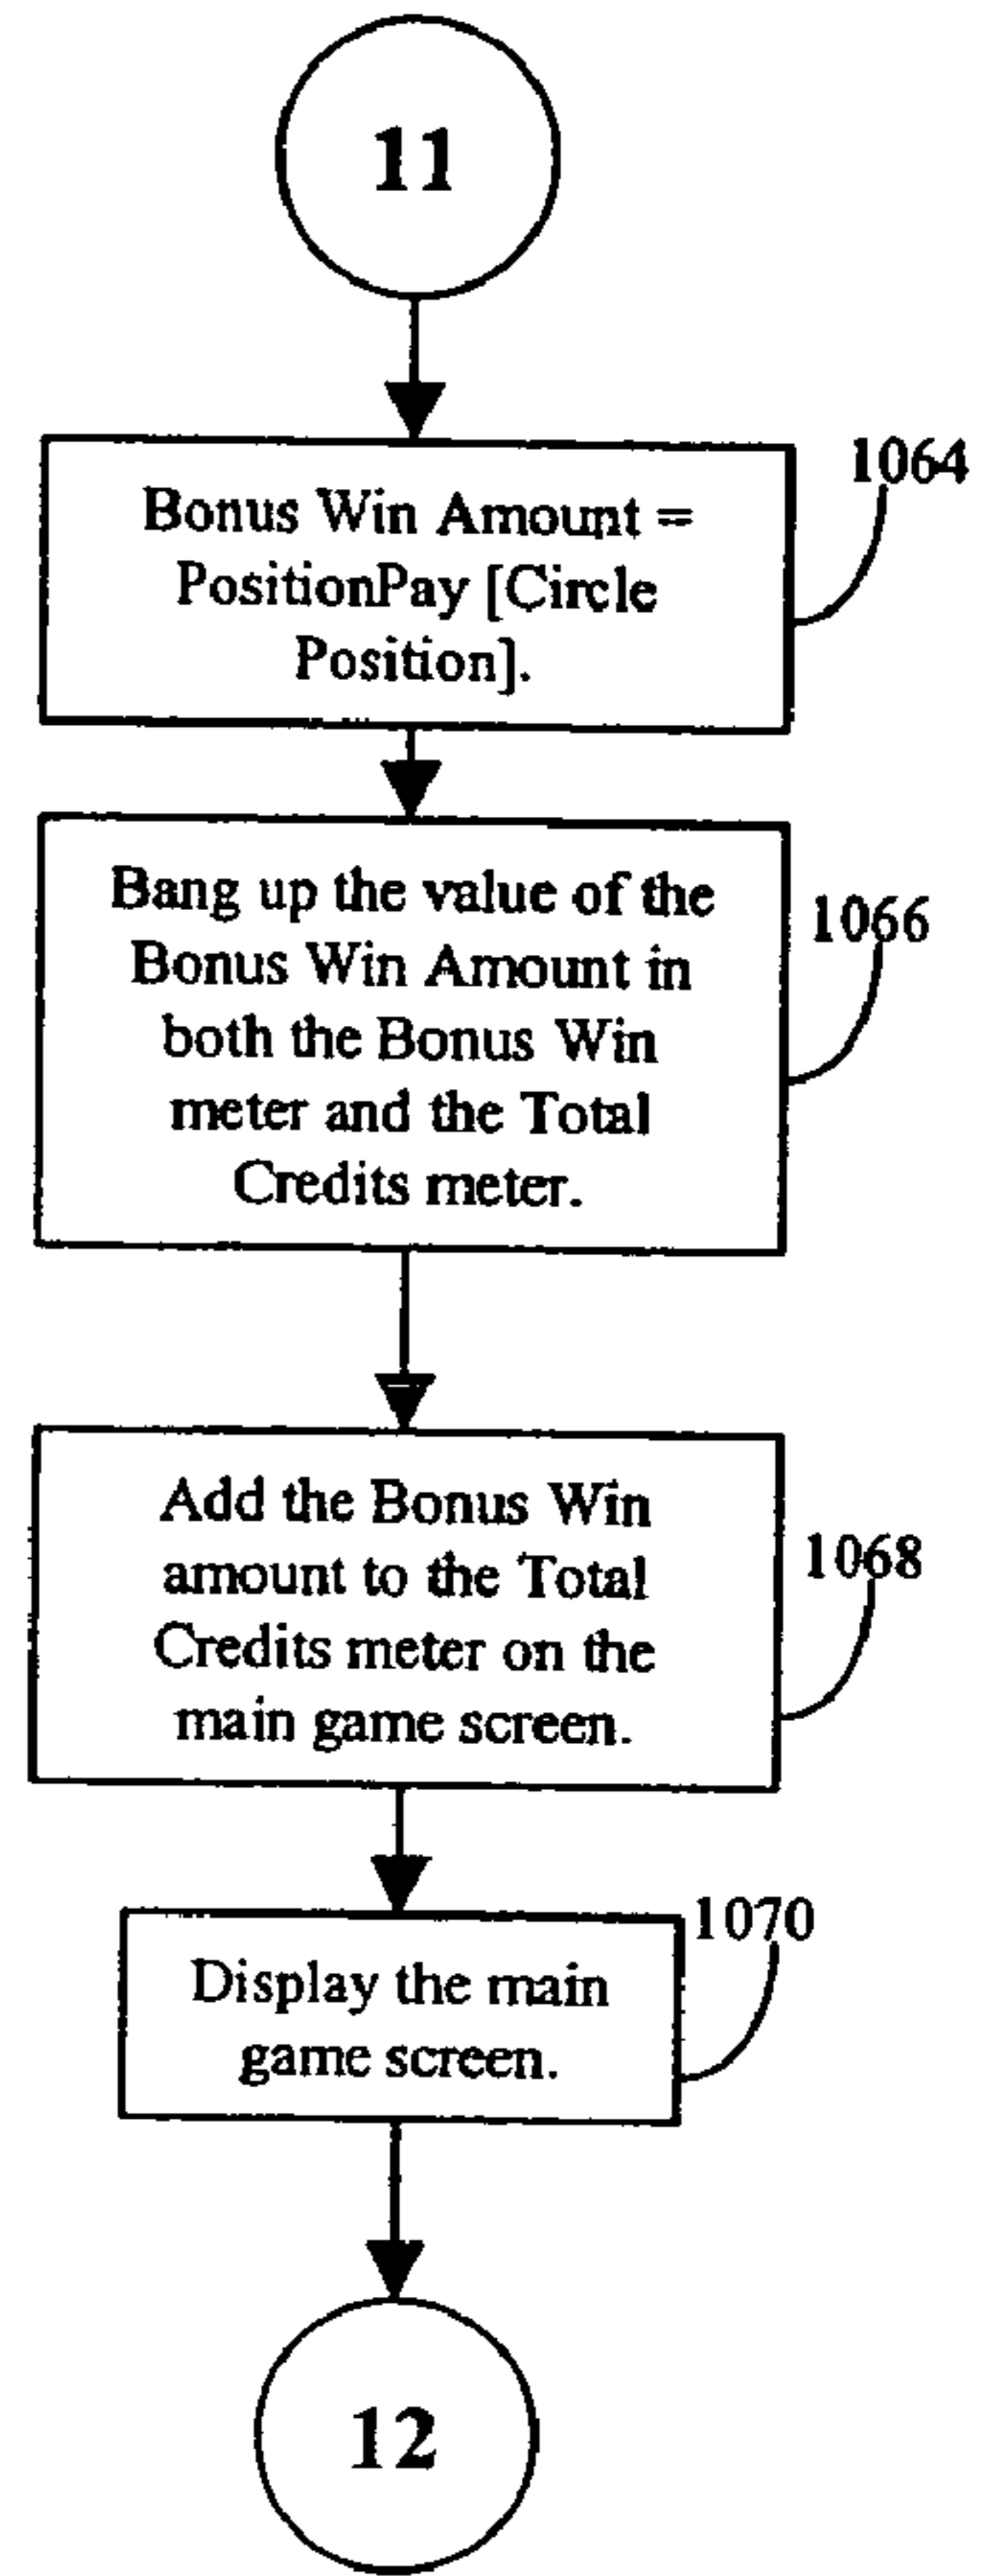 11
1064
Bonus Win Amount =
PositionPay [Circle
Position].
1066
Bang up the value of the
Bonus Win Amount in
both the Bonus Win
meter and the Total
Credits meter.
1068
Add the Bonus Win
amount to the Total
Credits meter on the
main game screen.
1070
Display the main
game screen.
12